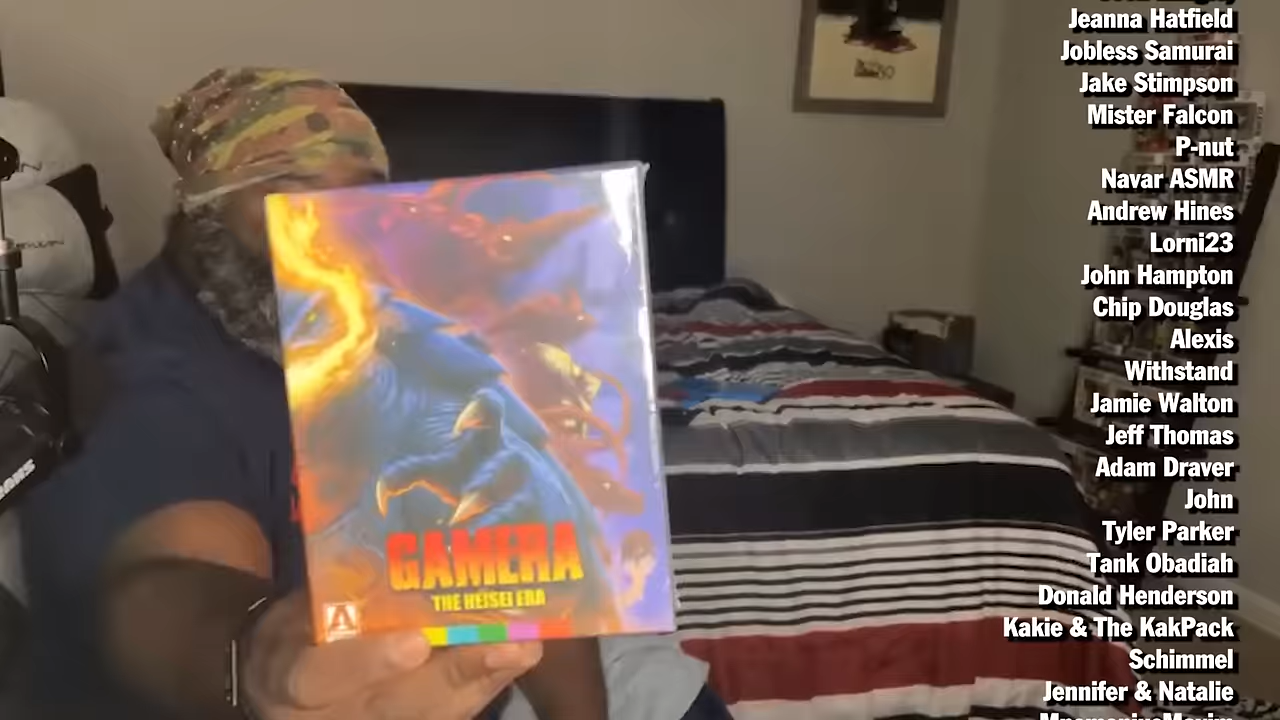 Jeanna Hatfield
Jobless Samurai
Jake Stimpson
Mister Falcon
P-nut
Navar ASMR
Andrew Hines
Lorni23
John Hampton
Chip Douglas
Alexis
Withstand
Jamie Walton
Jeff Thomas
Adam Draver
John
Tyler Parker
Tank Obadiah
Donald Henderson
Kakie & The KakPack
Schimmel
Jennifer & Natalie
GAMERA
THE HEISEI ERA